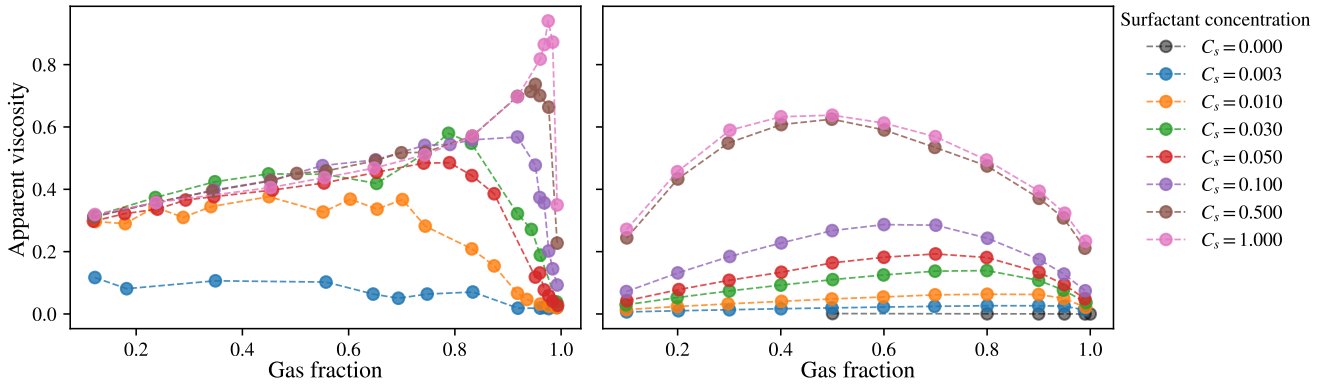 Surfactant concentration
C_s = 0.000
C_s = 0.003
C_s = 0.010
C_s = 0.030
C_s = 0.050
C_s = 0.100
C_s = 0.500
C_s = 1.000
Apparent viscosity
0.8
0.6
0.4
0.2
0.0
0.2 0.4 0.6 0.8 1.0
Gas fraction
0.2 0.4 0.6 0.8 1.0
Gas fraction